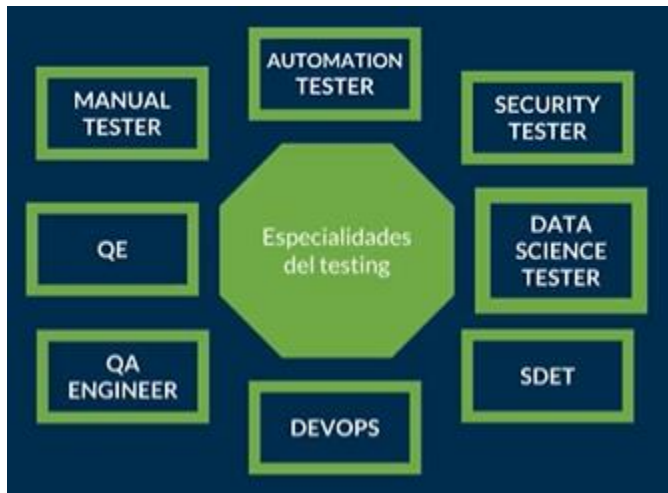 AUTOMATION
TESTER
MANUAL
TESTER
SECURITY
TESTER
QE
Especialidades
del testing
DATA
SCIENCE
TESTER
QA
ENGINEER
SDET
DEVOPS